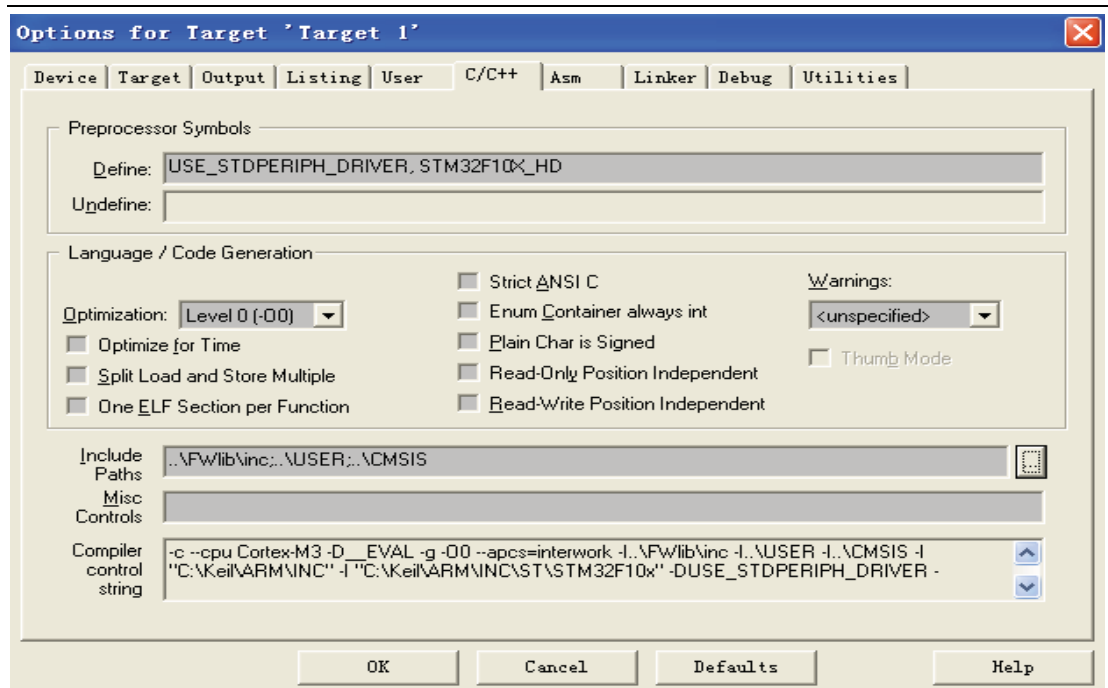 Options for Target 'Target 1'
Device Target Output Listing User C/C++ Asm Linker Debug Utilities
Preprocessor Symbols
Define: USE_STDPERIPH_DRIVER, STM32F10X_HD
Undefine:
Language / Code Generation
Strict ANSI C Warnings:
Optimization: Level 0 (-O0) Enum Container always int <unspecified>
Optimize for Time Plain Char is Signed Thumb Mode
Split Load and Store Multiple Read-Only Position Independent
One ELF Section per Function Read-Write Position Independent
Include Paths ..\FWlib\inc;..\USER;..\CMSIS ...
Misc Controls
Compiler control string
-c --cpu Cortex-M3 -D__EVAL -g -O0 --apcs=interwork -I..\FWlib\inc -I..\USER -I..\CMSIS -I
"C:\Keil\ARM\INC" -I "C:\Keil\ARM\INC\ST\STM32F10x" -DUSE_STDPERIPH_DRIVER -
OK Cancel Defaults Help